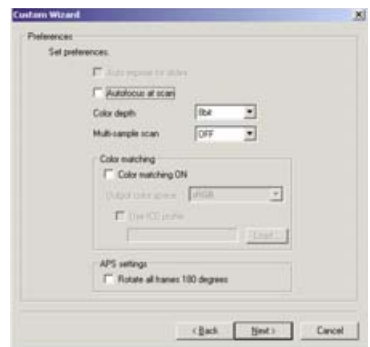 Custom Wizard
Preferences
Set preferences.
Auto expose for slides
Autofocus at scan
Color depth 8bit
Multi-sample scan OFF
Color matching
Color matching ON
Output color space sRGB
Use ICC profile
Load...
APS settings
Rotate all frames 180 degrees
< Back Next > Cancel